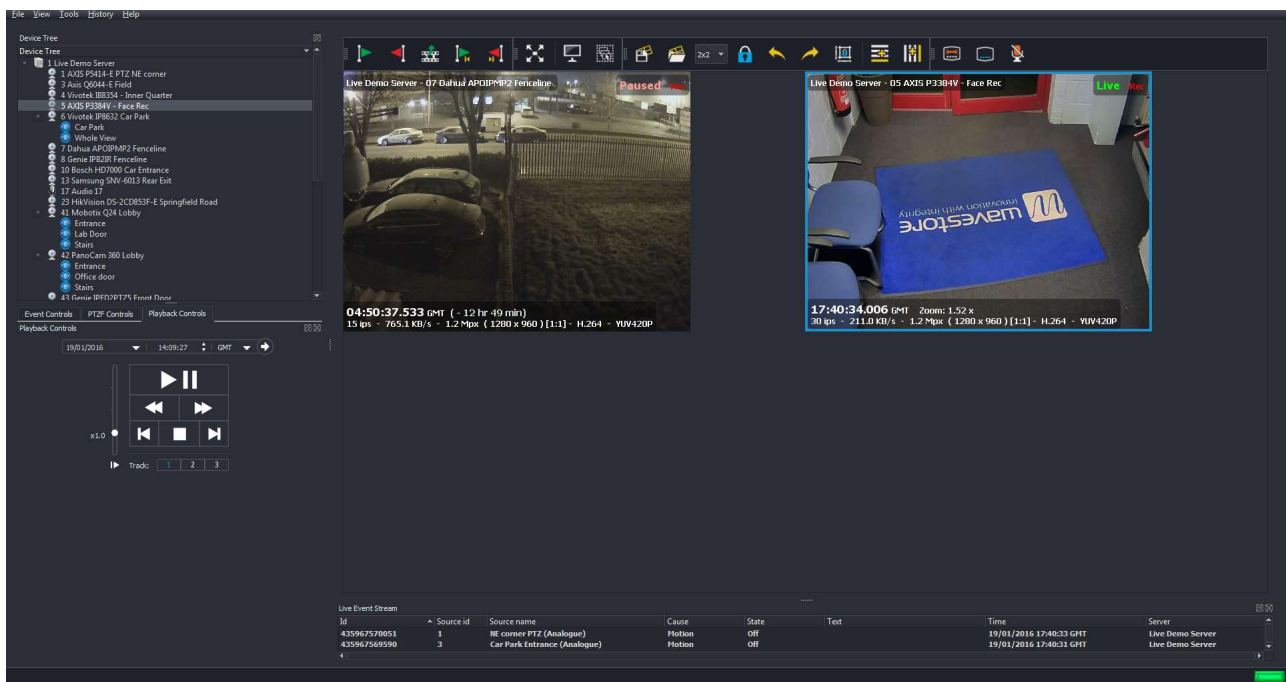 File View Tools History Help
Device Tree
Device Tree
1 Live Demo Server
1 AXIS P5414-E PTZ NE corner
3 Axis Q6044-E Field
4 Vivotek IB8354 - Inner Quarter
5 AXIS P3384V - Face Rec
6 Vivotek IP8632 Car Park
Car Park
Whole View
7 Dahua APOIPMP2 Fenceline
8 Genie IPB2IR Fenceline
10 Bosch HD7000 Car Entrance
13 Samsung SNV-6013 Rear Exit
17 Audio 17
23 HikVision DS-2CD853F-E Springfield Road
41 Mobotix Q24 Lobby
Entrance
Lab Door
Stairs
42 PanoCam 360 Lobby
Entrance
Office door
Stairs
43 Genie IPED2PTZ5 Front Door
Event Controls PTZF Controls Playback Controls
Playback Controls
19/01/2016 14:09:27 GMT
x1.0
Track: 1 2 3
2x2
Live Demo Server - 07 Dahua APOIPMP2 Fenceline Paused Rec
04:50:37.533 GMT ( - 12 hr 49 min)
15 ips - 765.1 KB/s - 1.2 Mpx ( 1280 x 960 ) [1:1] - H.264 - YUV420P
Live Demo Server - 05 AXIS P3384V - Face Rec Live Rec
wavestore
innovation with integrity
17:40:34.006 GMT Zoom: 1.52 x
30 ips - 211.0 KB/s - 1.2 Mpx ( 1280 x 960 ) [1:1] - H.264 - YUV420P
Live Event Stream
Id Source id Source name Cause State Text Time Server
435967570051 1 NE corner PTZ (Analogue) Motion Off 19/01/2016 17:40:33 GMT Live Demo Server
435967569590 3 Car Park Entrance (Analogue) Motion Off 19/01/2016 17:40:31 GMT Live Demo Server